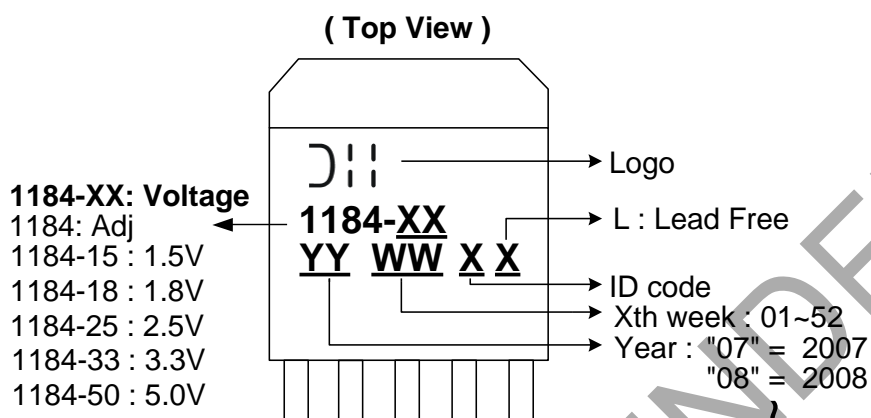 ( Top View )
Logo
1184-XX: Voltage
1184: Adj
1184-15 : 1.5V
1184-18 : 1.8V
1184-25 : 2.5V
1184-33 : 3.3V
1184-50 : 5.0V
1184-XX
YY WW X X
L : Lead Free
ID code
Xth week : 01~52
Year : "07" = 2007
"08" = 2008